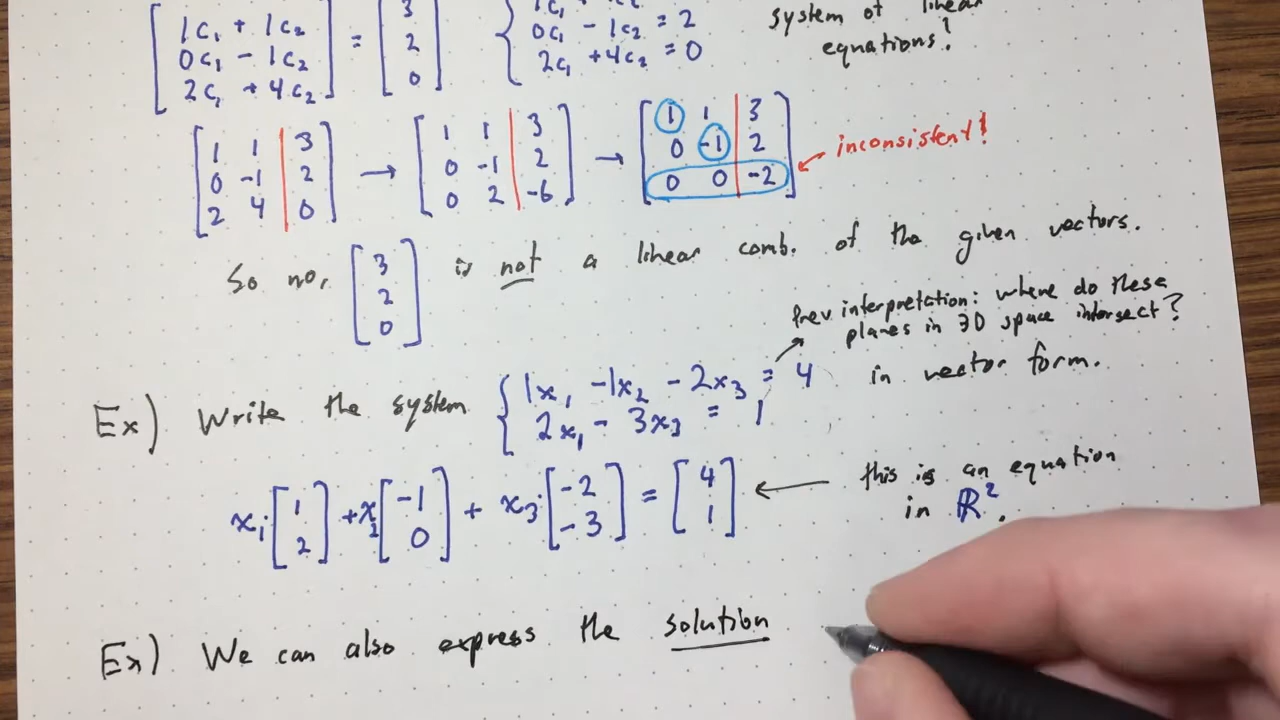 [ 1c₁ + 1c₂ ] = [ 3 ] { 1c₁ system of linear
[ 0c₁ - 1c₂ ] [ 2 ] { 0c₁ - 1c₂ = 2 equations!
[ 2c₁ + 4c₂ ] [ 0 ] { 2c₁ + 4c₂ = 0
[ 1 1 | 3 ] → [ 1 1 | 3 ] → [ 1 1 | 3 ]
[ 0 -1 | 2 ] [ 0 -1 | 2 ] [ 0 -1 | 2 ] ← inconsistent!
[ 2 4 | 0 ] [ 0 2 | -6 ] [ 0 0 | -2 ]
So no, [ 3 2 0 ] is not a linear comb. of the given vectors.
Prev interpretation: where do these
planes in 3D space intersect?
Ex) Write the system { 1x₁ -1x₂ - 2x₃ = 4 in vector form.
{ 2x₁ - 3x₃ = 1
x₁ [ 1 2 ] + x₂ [ -1 0 ] + x₃ [ -2 -3 ] = [ 4 1 ] ← this is an equation
in ℝ².
Ex) We can also express the solution